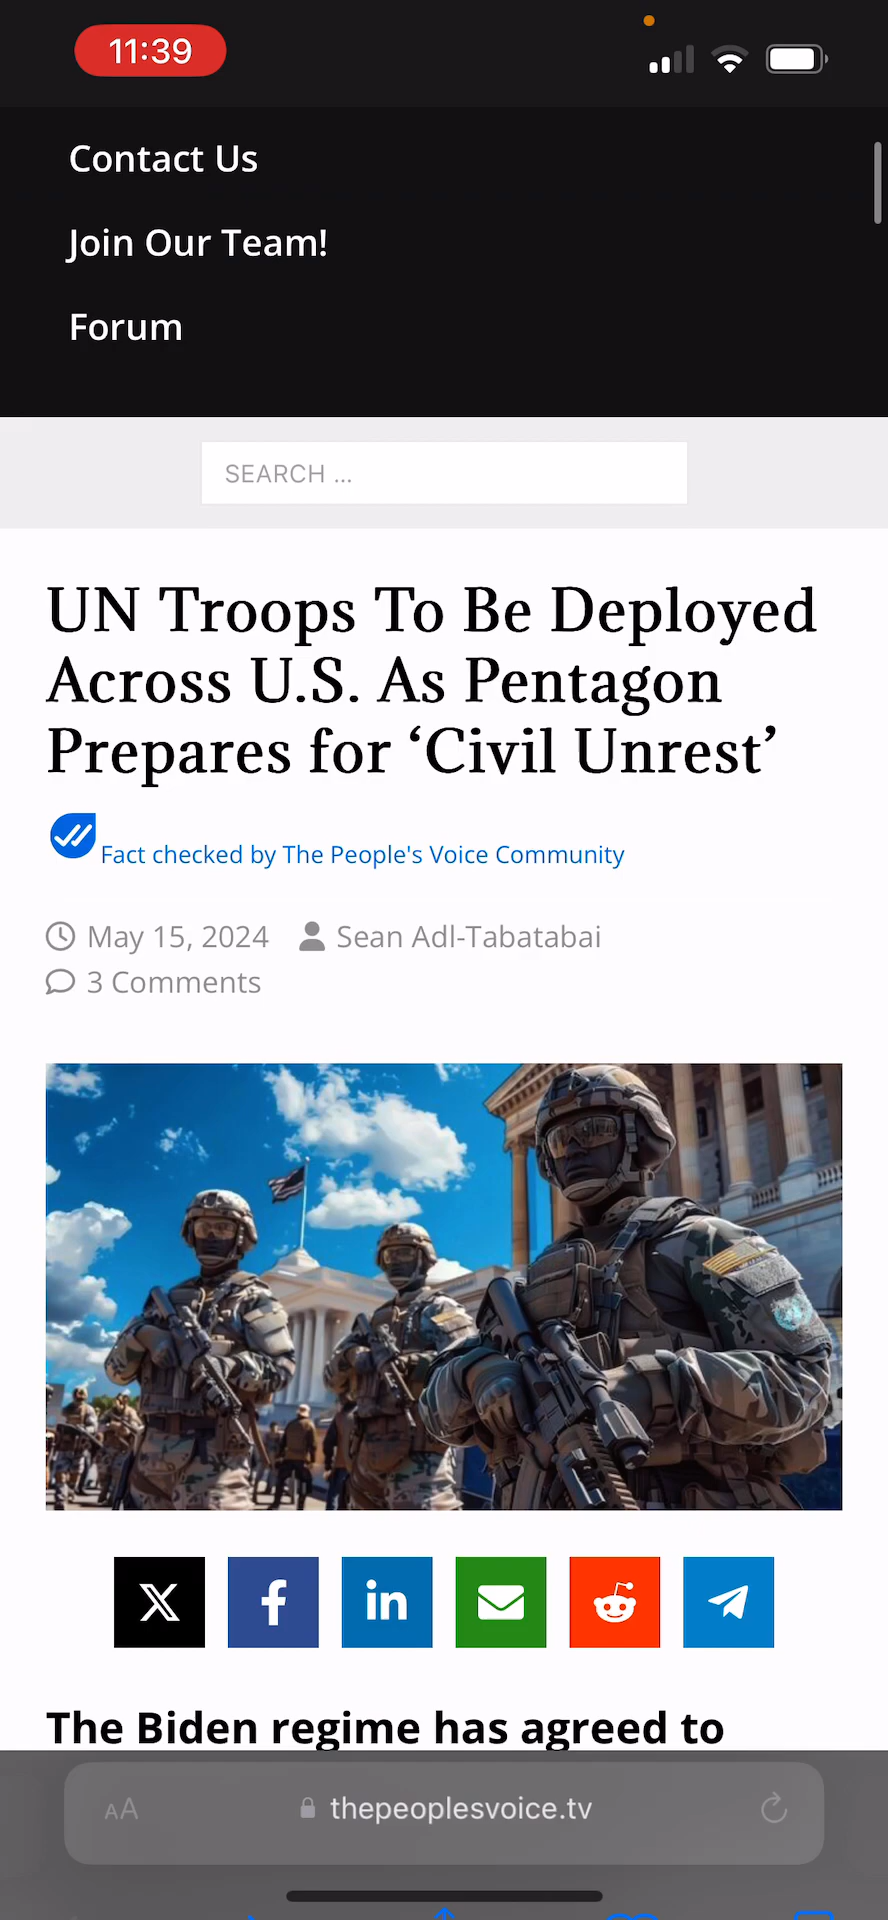 11:39
Contact Us
Join Our Team!
Forum
SEARCH ...
UN Troops To Be Deployed
Across U.S. As Pentagon
Prepares for ‘Civil Unrest’
Fact checked by The People's Voice Community
May 15, 2024 Sean Adl-Tabatabai
3 Comments
X f in
The Biden regime has agreed to
AA thepeoplesvoice.tv